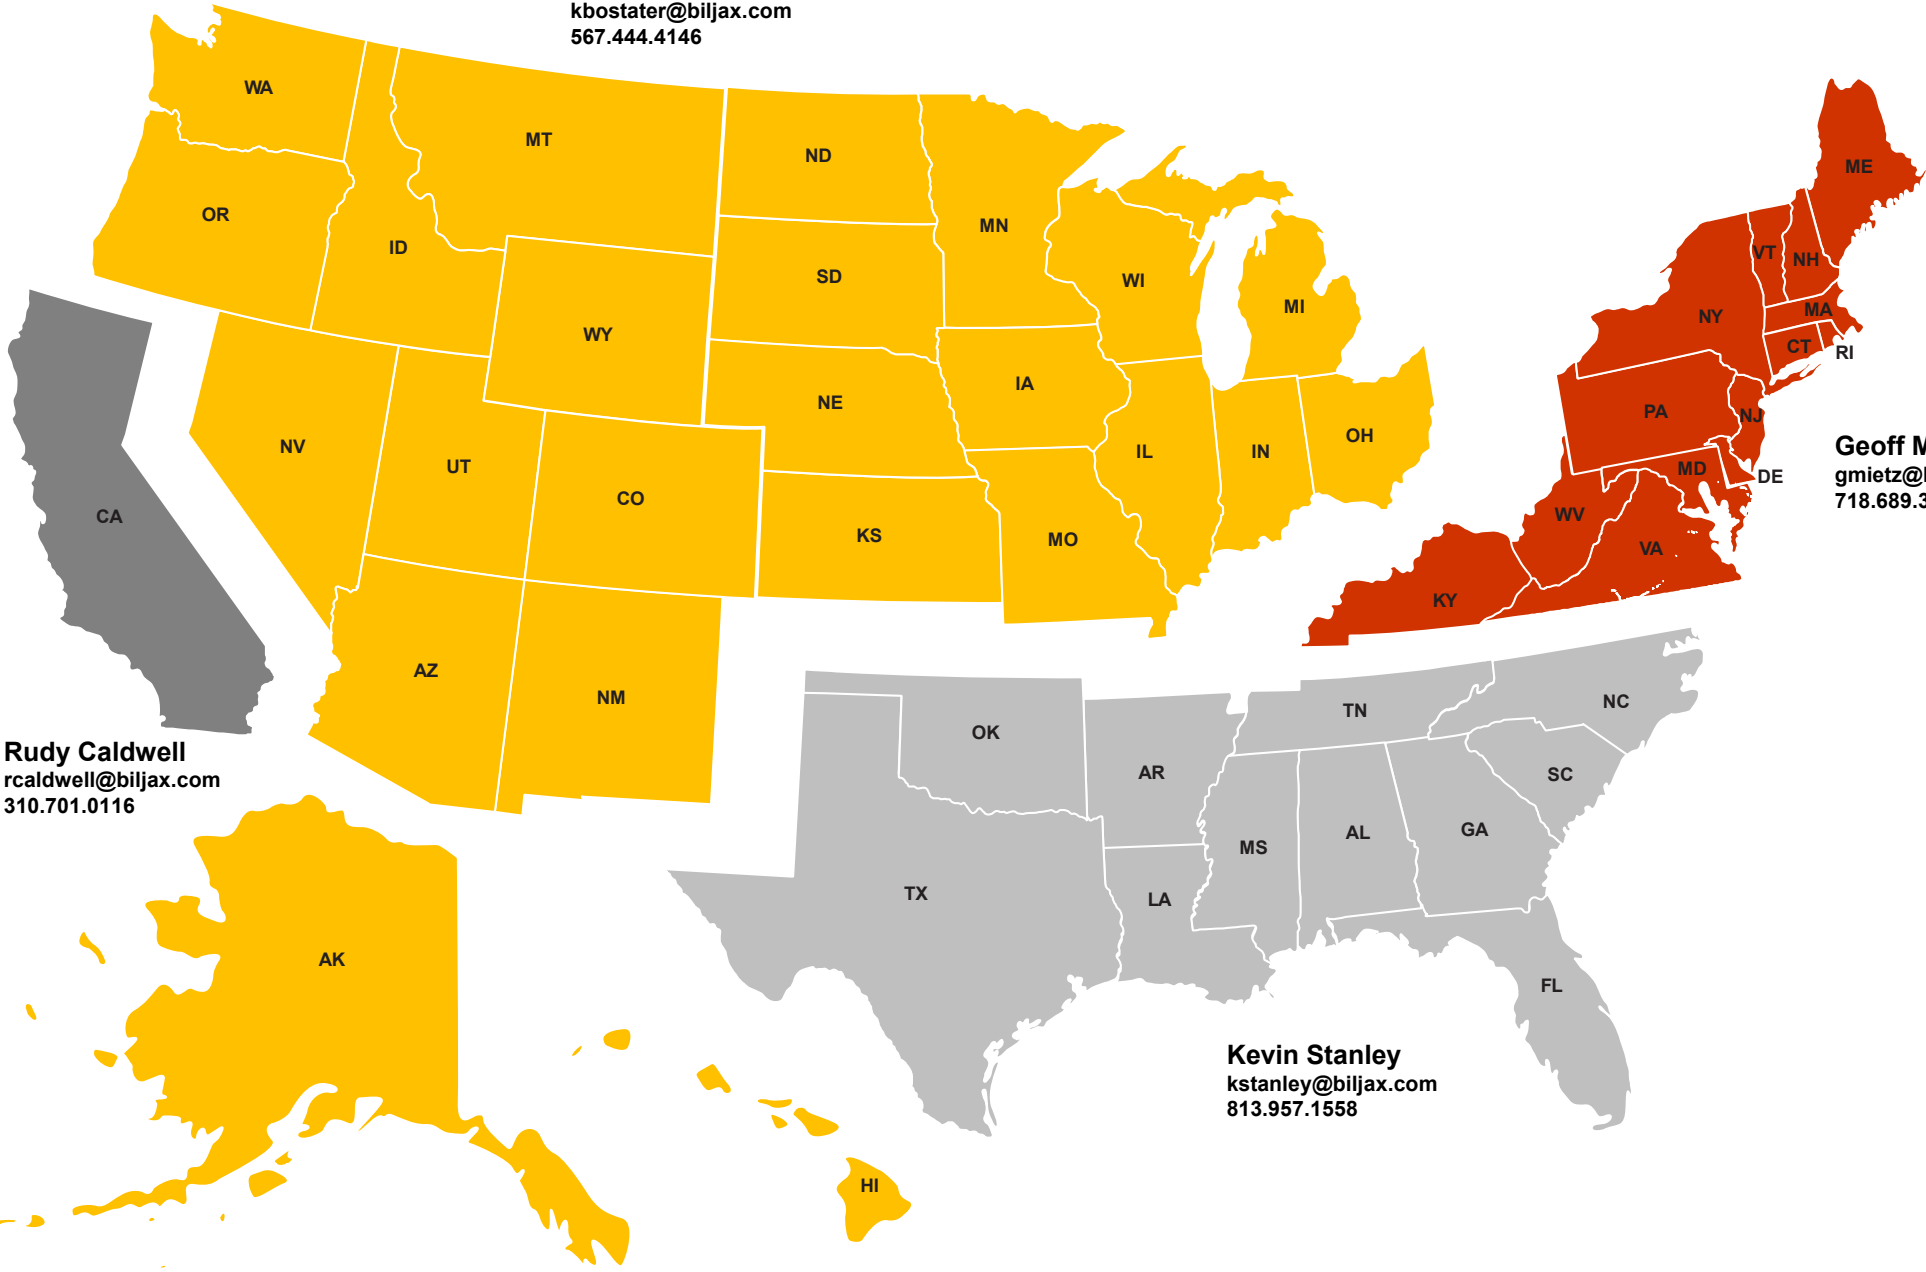 kbostater@biljax.com
567.444.4146
WA
MT
ND
ME
OR
MN
ID
VT
NH
SD
WI
MI
MA
NY
WY
CT
RI
IA
NE
PA
NJ
OH
NV
IL
IN
UT
Geoff
MD
DE
CO
718.689.3
CA
WV
KS
MO
VA
KY
AZ
NM
NC
TN
OK
Rudy Caldwell
rcaldwell@biljax.com
310.701.0116
AR
SC
GA
AL
MS
TX
LA
AK
FL
Kevin Stanley
kstanley@biljax.com
813.957.1558
HI